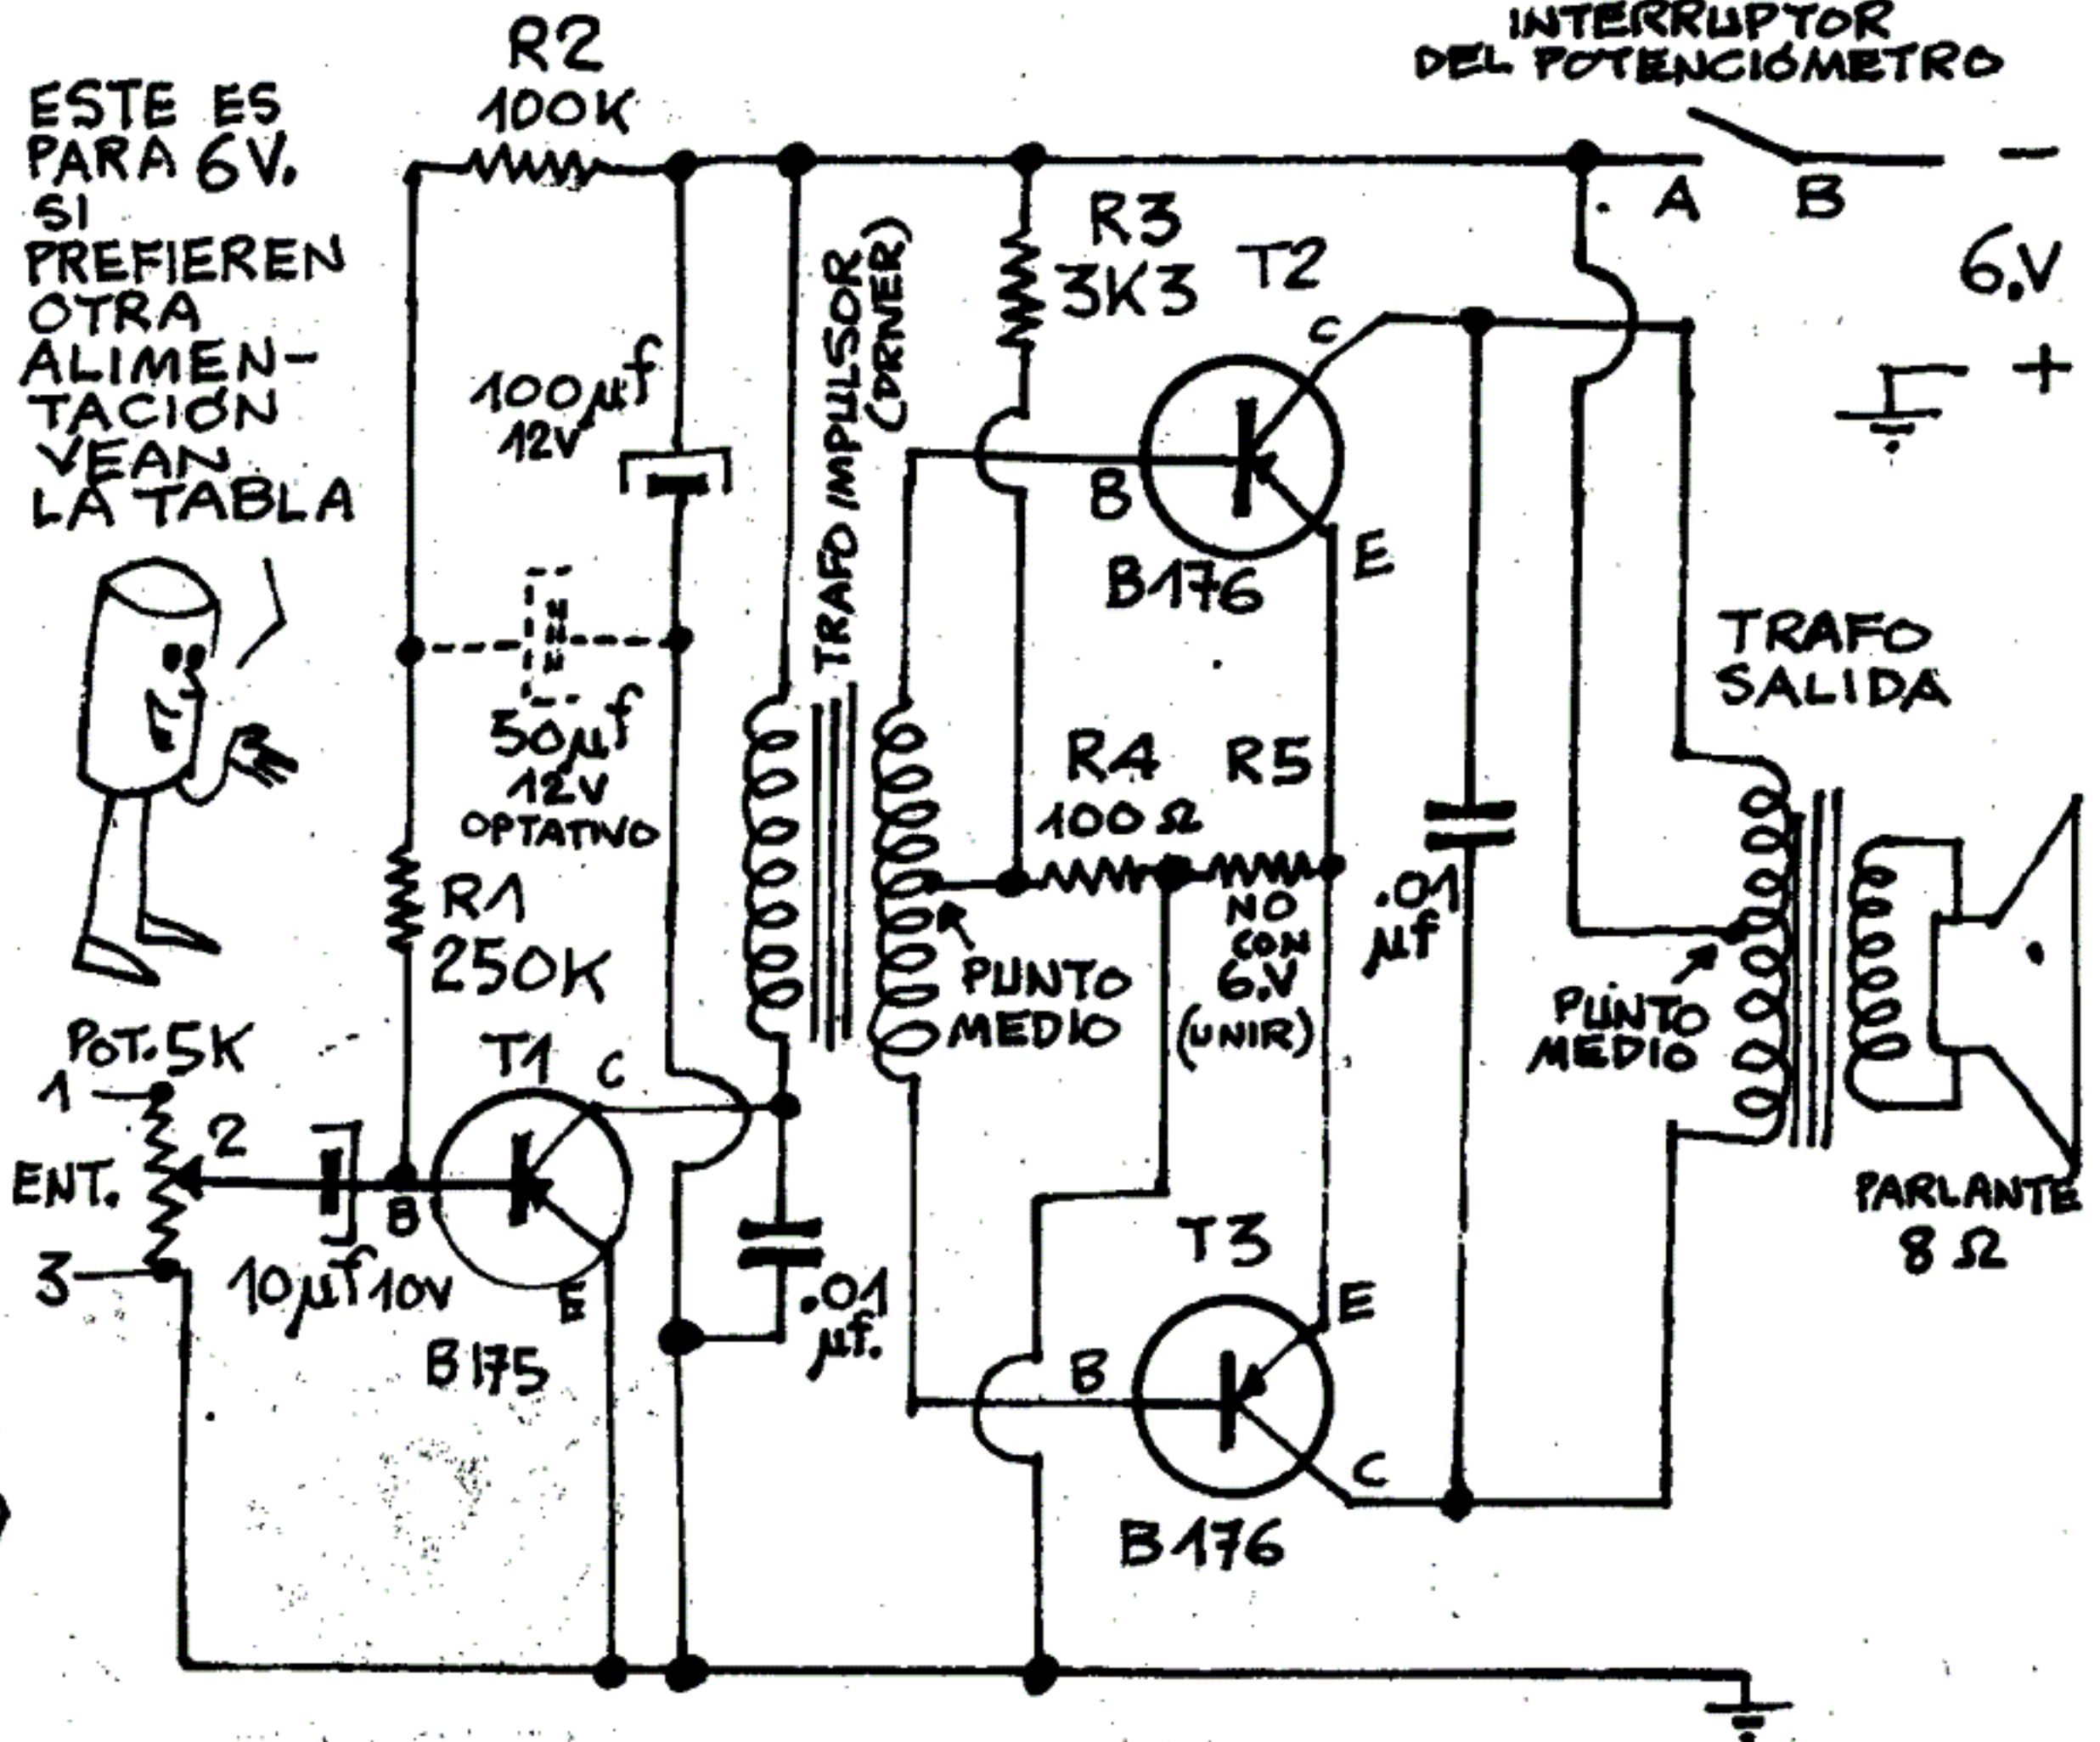 INTERRUPTOR
DEL POTENCIÓMETRO
ESTE ES
PARA 6V.
SI
PREFIEREN
OTRA
ALIMEN-
TACIÓN
VEAN
LA TABLA
R2
100K
A B
-
6.V
+
R3
3K3
T2
C
B
E
B176
100µf
12V
TRAFO IMPULSOR
(DRNER)
50µf
12V
OPTATIVO
R1
250K
R4
100Ω
R5
NO
CON
6.V
(UNIR)
PUNTO
MEDIO
.01
µf
TRAFO
SALIDA
PUNTO
MEDIO
PARLANTE
8Ω
POT. 5K
1
2
ENT.
3
10µf 10V
T1
C
B
E
B175
.01
µf.
T3
B
E
C
B176